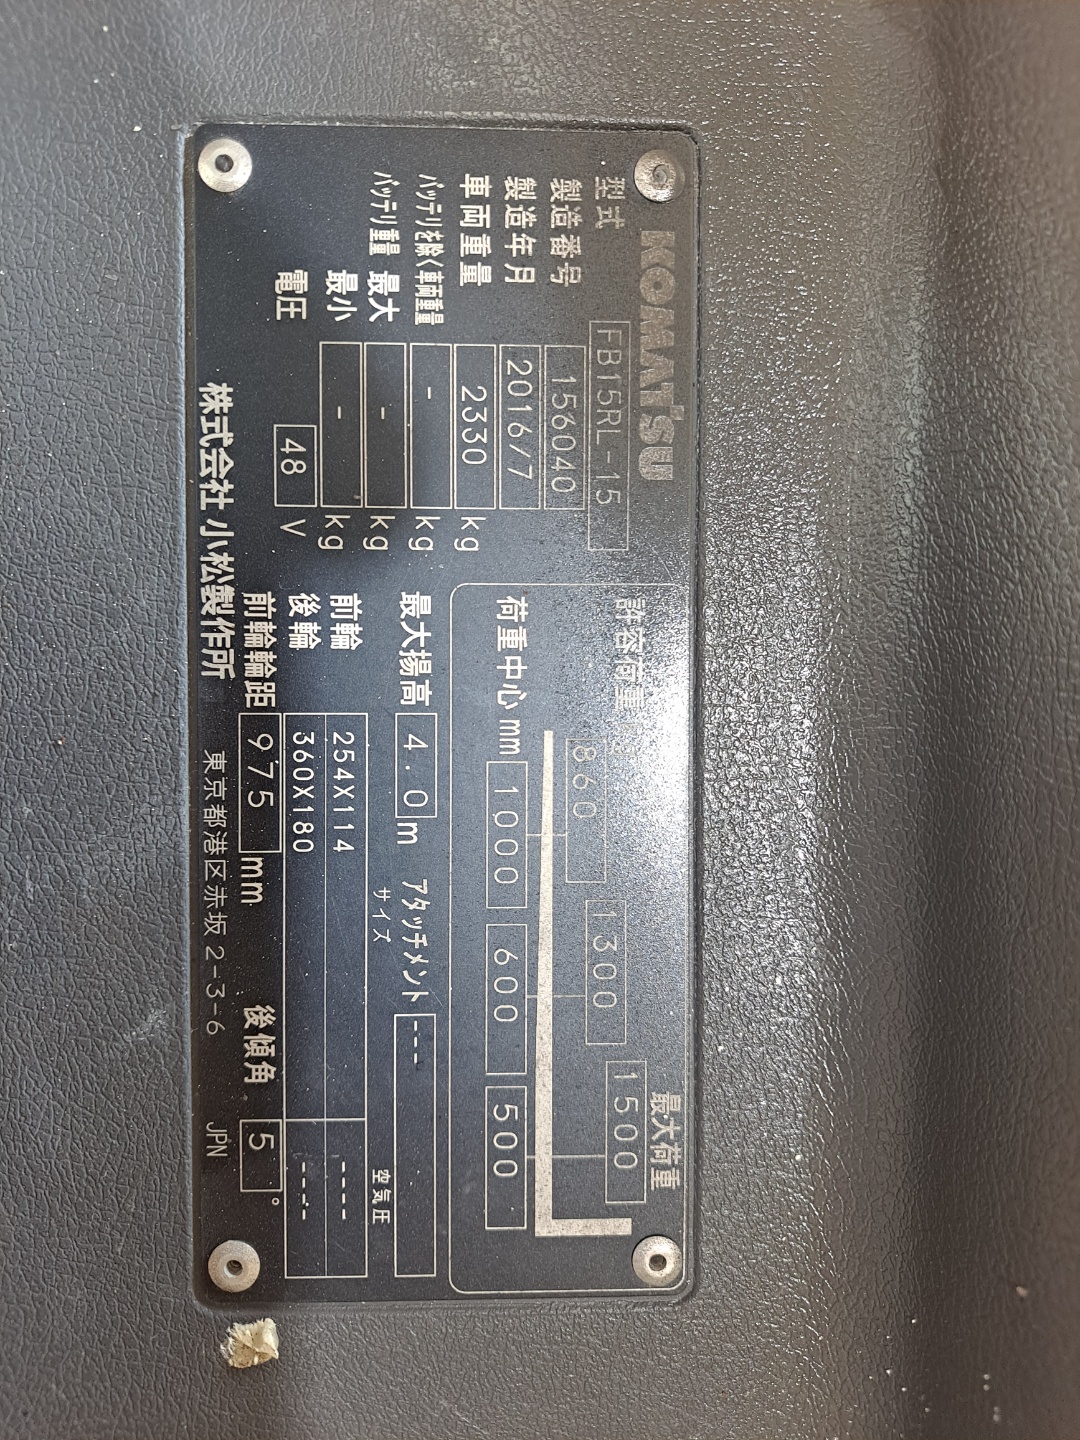 KOMATSU
型式 FB15RL-15
製造番号 156040
製造年月 2016/7
車両重量 2330 kg
バッテリを除く車両重量 - kg
バッテリ重量 最大 - kg
最小 - kg
電圧 48 V
最大荷重
許容荷重 860 1300 1500
荷重中心 mm 1000 600 500
最大揚高 4.0 m アタッチメント ---
サイズ 空気圧
前輪 254X114 ----
後輪 360X180 ----
前輪輪距 975 mm 後傾角 5 °
株式会社 小松製作所 東京都港区赤坂 2-3-6 JPN